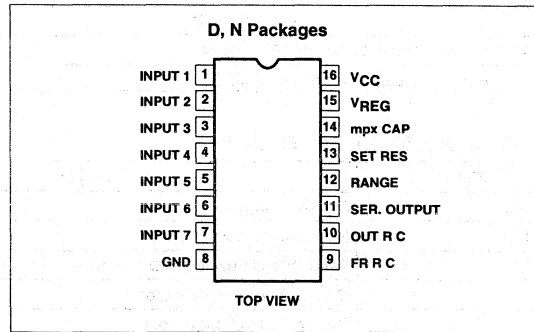 D, N Packages
INPUT 1 1 16 VCC
INPUT 2 2 15 VREG
INPUT 3 3 14 mpx CAP
INPUT 4 4 13 SET RES
INPUT 5 5 12 RANGE
INPUT 6 6 11 SER. OUTPUT
INPUT 7 7 10 OUT R C
GND 8 9 FR R C
TOP VIEW